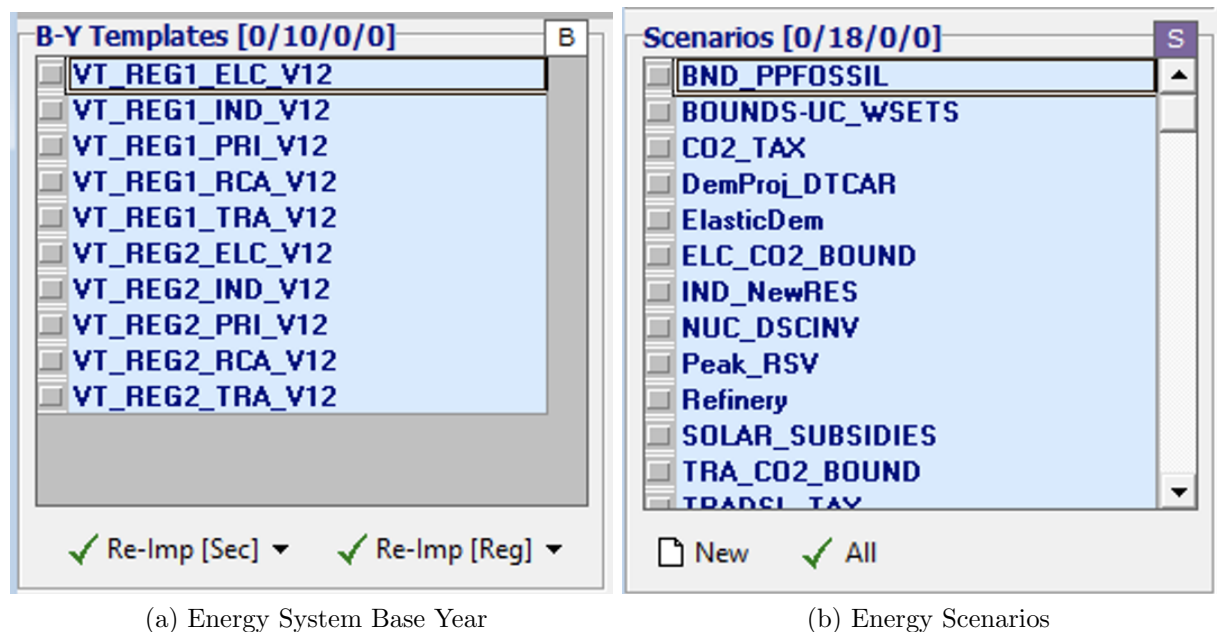 B-Y Templates [0/10/0/0]
B
VT_REG1_ELC_V12
VT_REG1_IND_V12
VT_REG1_PRI_V12
VT_REG1_RCA_V12
VT_REG1_TRA_V12
VT_REG2_ELC_V12
VT_REG2_IND_V12
VT_REG2_PRI_V12
VT_REG2_RCA_V12
VT_REG2_TRA_V12
Re-Imp [Sec]
Re-Imp [Reg]
(a) Energy System Base Year
Scenarios [0/18/0/0]
S
BND_PPFOSSIL
BOUNDS-UC_WSETS
CO2_TAX
DemProj_DTCAR
ElasticDem
ELC_CO2_BOUND
IND_NewRES
NUC_DSCINV
Peak_RSV
Refinery
SOLAR_SUBSIDIES
TRA_CO2_BOUND
TRADSL_TAX
New
All
(b) Energy Scenarios